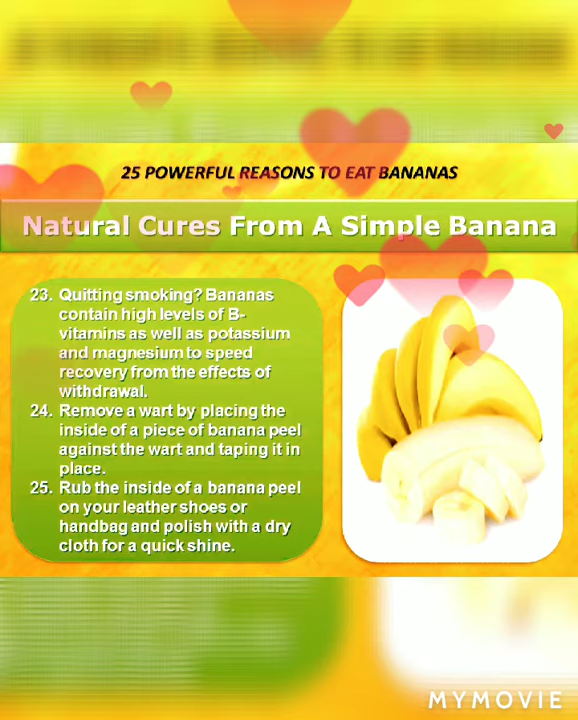 25 POWERFUL REASONS TO EAT BANANAS
Natural Cures From A Simple Banana
23. Quitting smoking? Bananas
contain high levels of B-
vitamins as well as potassium
and magnesium to speed
recovery from the effects of
withdrawal.
24. Remove a wart by placing the
inside of a piece of banana peel
against the wart and taping it in
place.
25. Rub the inside of a banana peel
on your leather shoes or
handbag and polish with a dry
cloth for a quick shine.
MYMOVIE